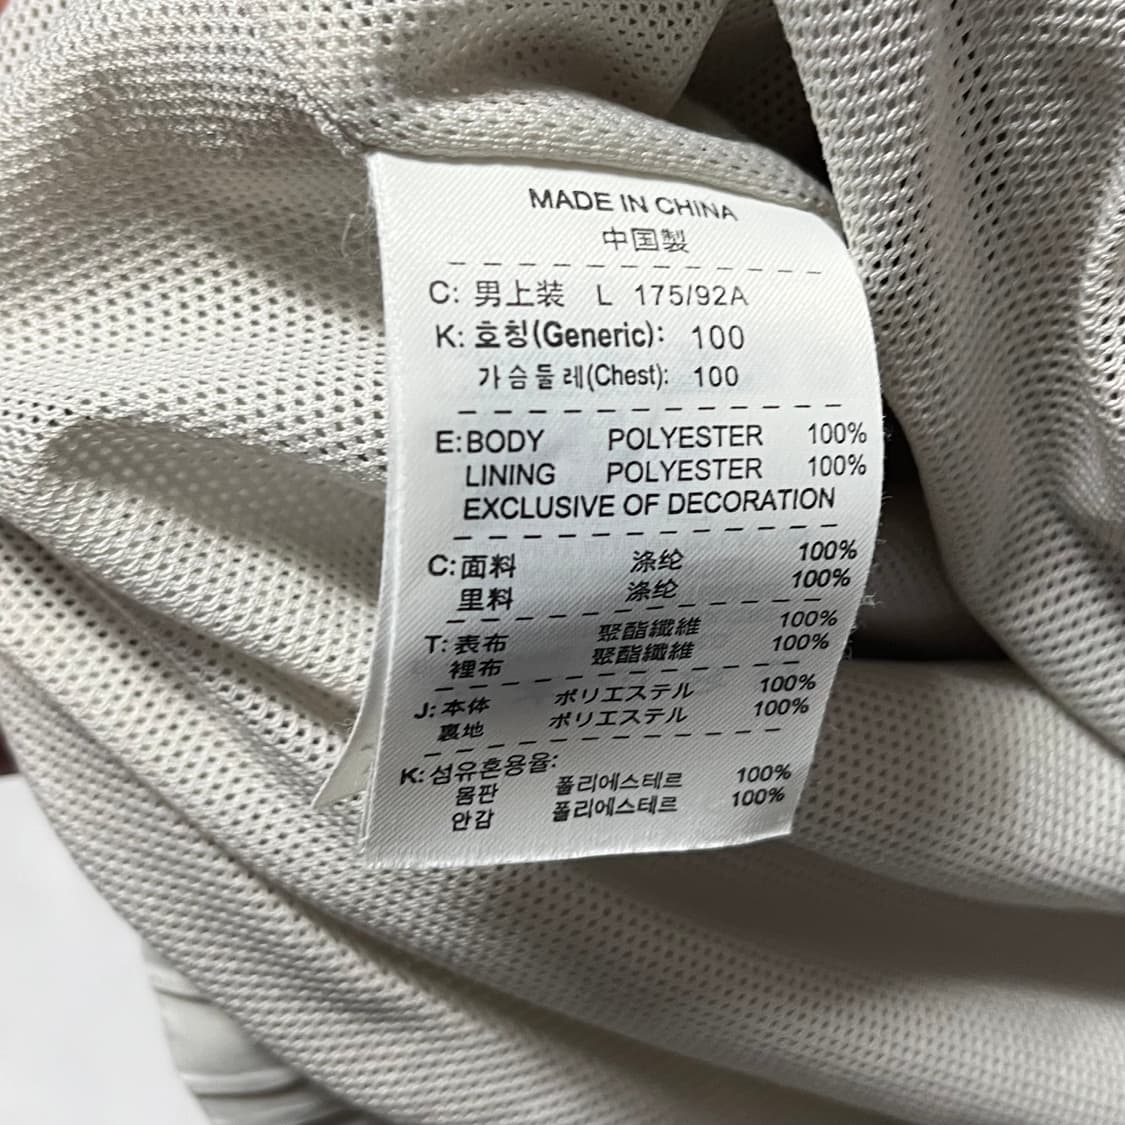 MADE IN CHINA
中国製
C: 男上装 L 175/92A
K: 호칭(Generic): 100
가슴둘레(Chest): 100
E: BODY POLYESTER 100%
LINING POLYESTER 100%
EXCLUSIVE OF DECORATION
C: 面料 涤纶 100%
里料 涤纶 100%
T: 表布 聚酯纖維 100%
裡布 聚酯纖維 100%
J: 本体 ポリエステル 100%
裏地 ポリエステル 100%
K: 섬유혼용율:
몸판 폴리에스테르 100%
안감 폴리에스테르 100%